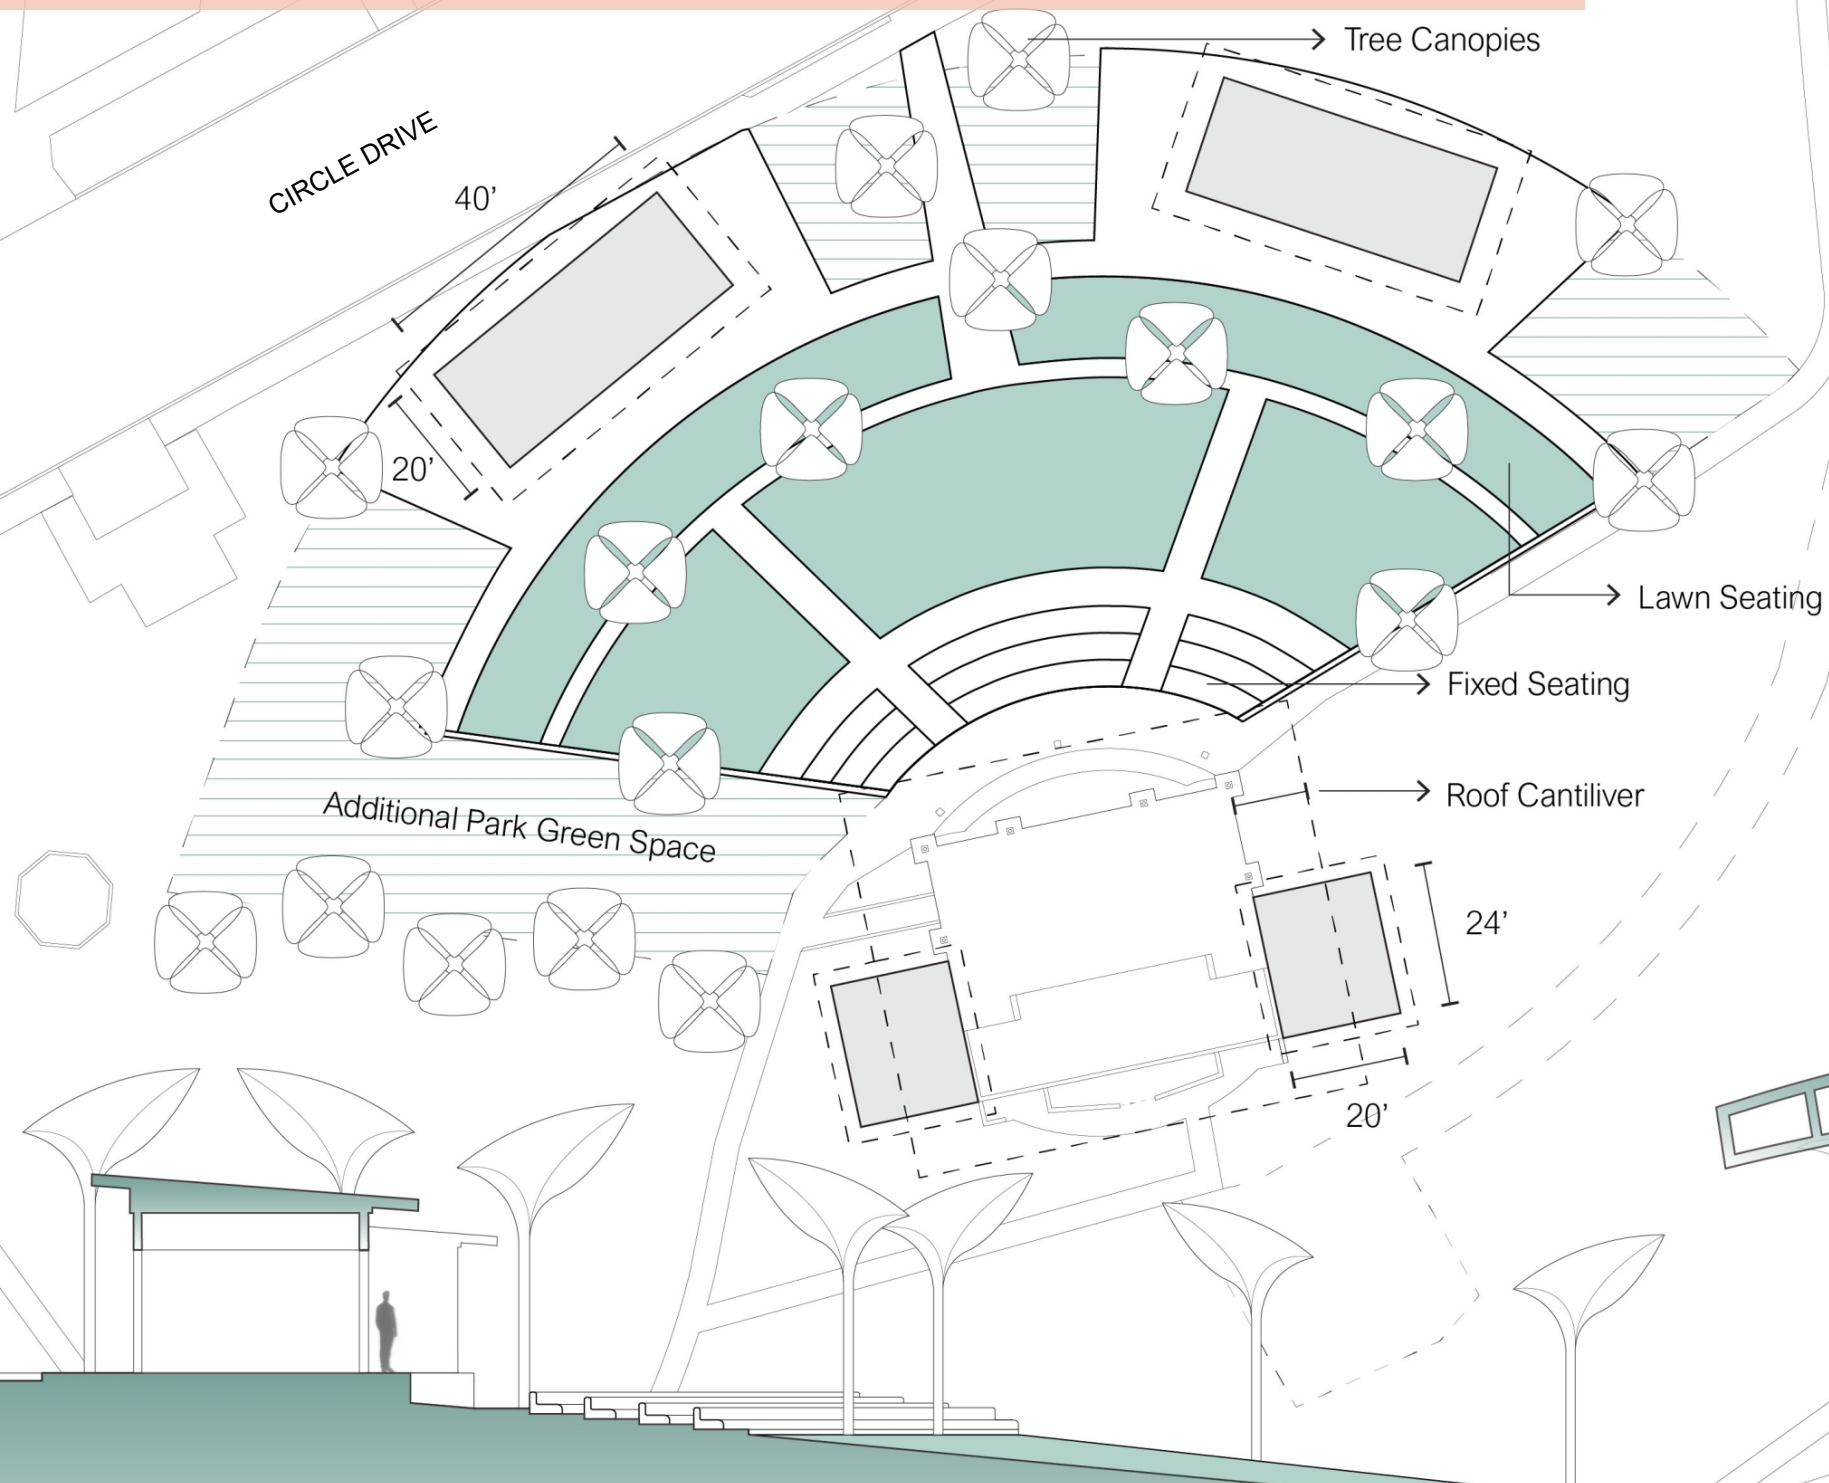 Tree Canopies
CIRCLE DRIVE
40’
20’
Lawn Seating
Fixed Seating
Roof Cantiliver
Additional Park Green Space
24’
20’